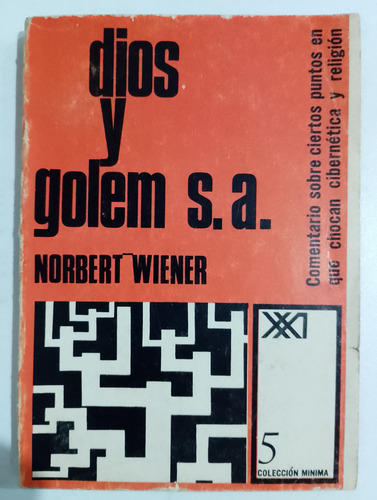 dios
y
golem s.a.
NORBERT WIENER
Comentario sobre ciertos puntos en
que chocan cibernética y religión
XXI
5
COLECCIÓN MINIMA